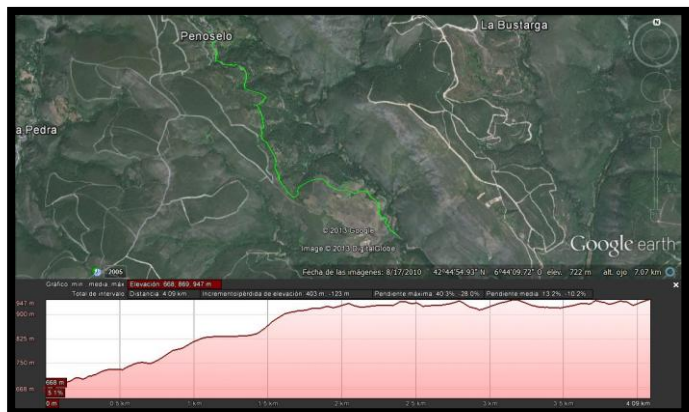 Penoselo
La Bustarga
N
a Pedra
© 2013 Google
Image © 2013 DigitalGlobe
Google earth
2005
Fecha de las imágenes: 8/17/2010 42°44'54.93" N 6°44'09.72" O elev. 722 m alt. ojo 7.07 km
Gráfico: mín, media, máx Elevación 668, 869, 947 m
Total de intervalo: Distancia: 4.09 km Incremento/pérdida de elevación: 403 m, -123 m Pendiente máxima: 40.3%, -28.0% Pendiente media: 13.2%, -10.2%
947 m
900 m
825 m
750 m
668 m
668 m
5.1%
0 m 0.5 km 1 km 1.5 km 2 km 2.5 km 3 km 3.5 km 4.09 km